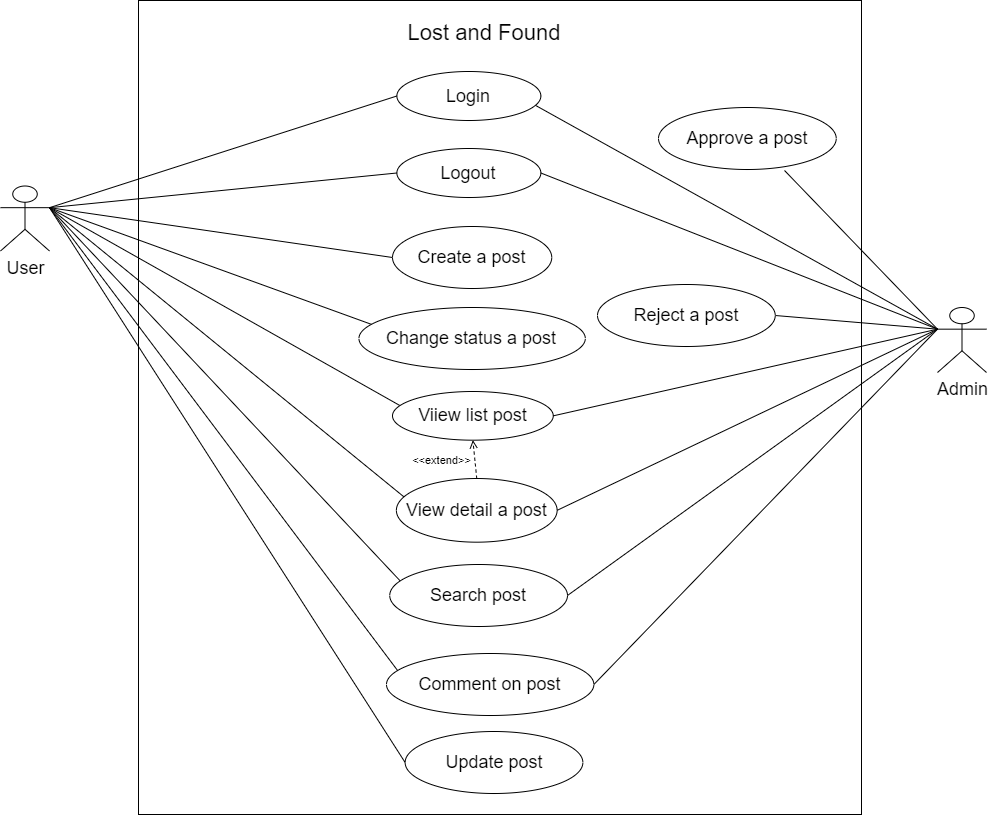 Lost and Found
Login
Approve a post
Logout
User
Create a post
Reject a post
Change status a post
Admin
Viiew list post
<<extend>>
View detail a post
Search post
Comment on post
Update post